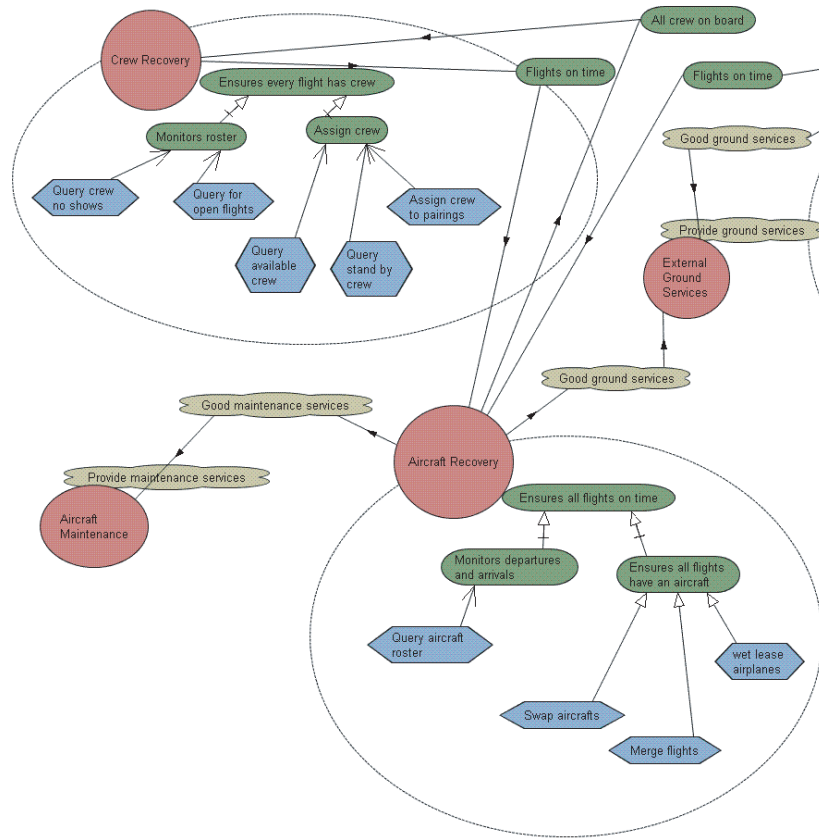 All crew on board
Crew Recovery
Flights on time
Flights on time
Ensures every flight has crew
Monitors roster
Assign crew
Good ground services
Query crew
no shows
Query for
open flights
Assign crew
to pairings
Provide ground services
Query
available
crew
Query
stand by
crew
External
Ground
Services
Good ground services
Good maintenance services
Aircraft Recovery
Provide maintenance services
Ensures all flights on time
Aircraft
Maintenance
Monitors departures
and arrivals
Ensures all flights
have an aircraft
Query aircraft
roster
wet lease
airplanes
Swap aircrafts
Merge flights